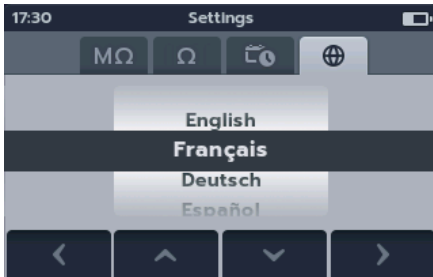 17:30 Settings
MΩ Ω
English
Français
Deutsch
Español